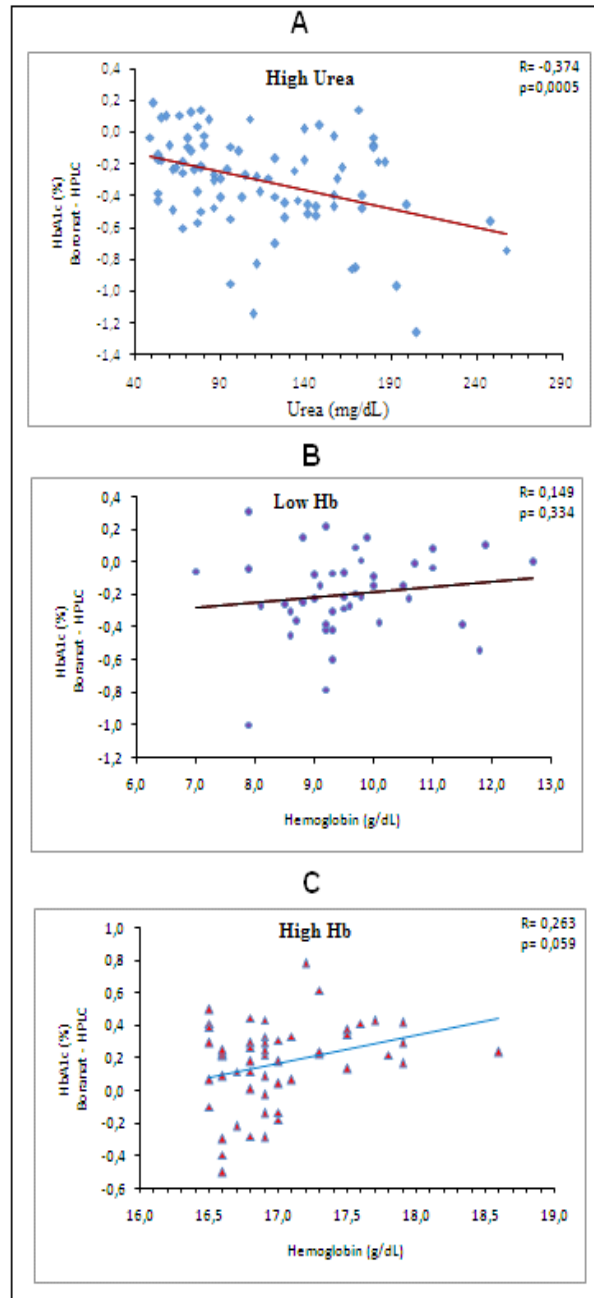 A
High Urea
R= -0,374
p=0,0005
HbA1c (%)
Boronat - HPLC
0,4
0,2
0,0
-0,2
-0,4
-0,6
-0,8
-1,0
-1,2
-1,4
40 90 140 190 240 290
Urea (mg/dL)
B
Low Hb
R= 0,149
p= 0,334
HbA1c (%)
Boranat - HPLC
0,4
0,2
0,0
-0,2
-0,4
-0,6
-0,8
-1,0
-1,2
6,0 8,0 9,0 10,0 11,0 12,0 13,0
Hemoglobin (g/dL)
C
High Hb
R= 0,263
p= 0,059
HbA1c (%)
Boranat - HPLC
1,0
0,8
0,6
0,4
0,2
0,0
-0,2
-0,4
-0,6
16,0 16,5 17,0 17,5 18,0 18,5 19,0
Hemoglobin (g/dL)